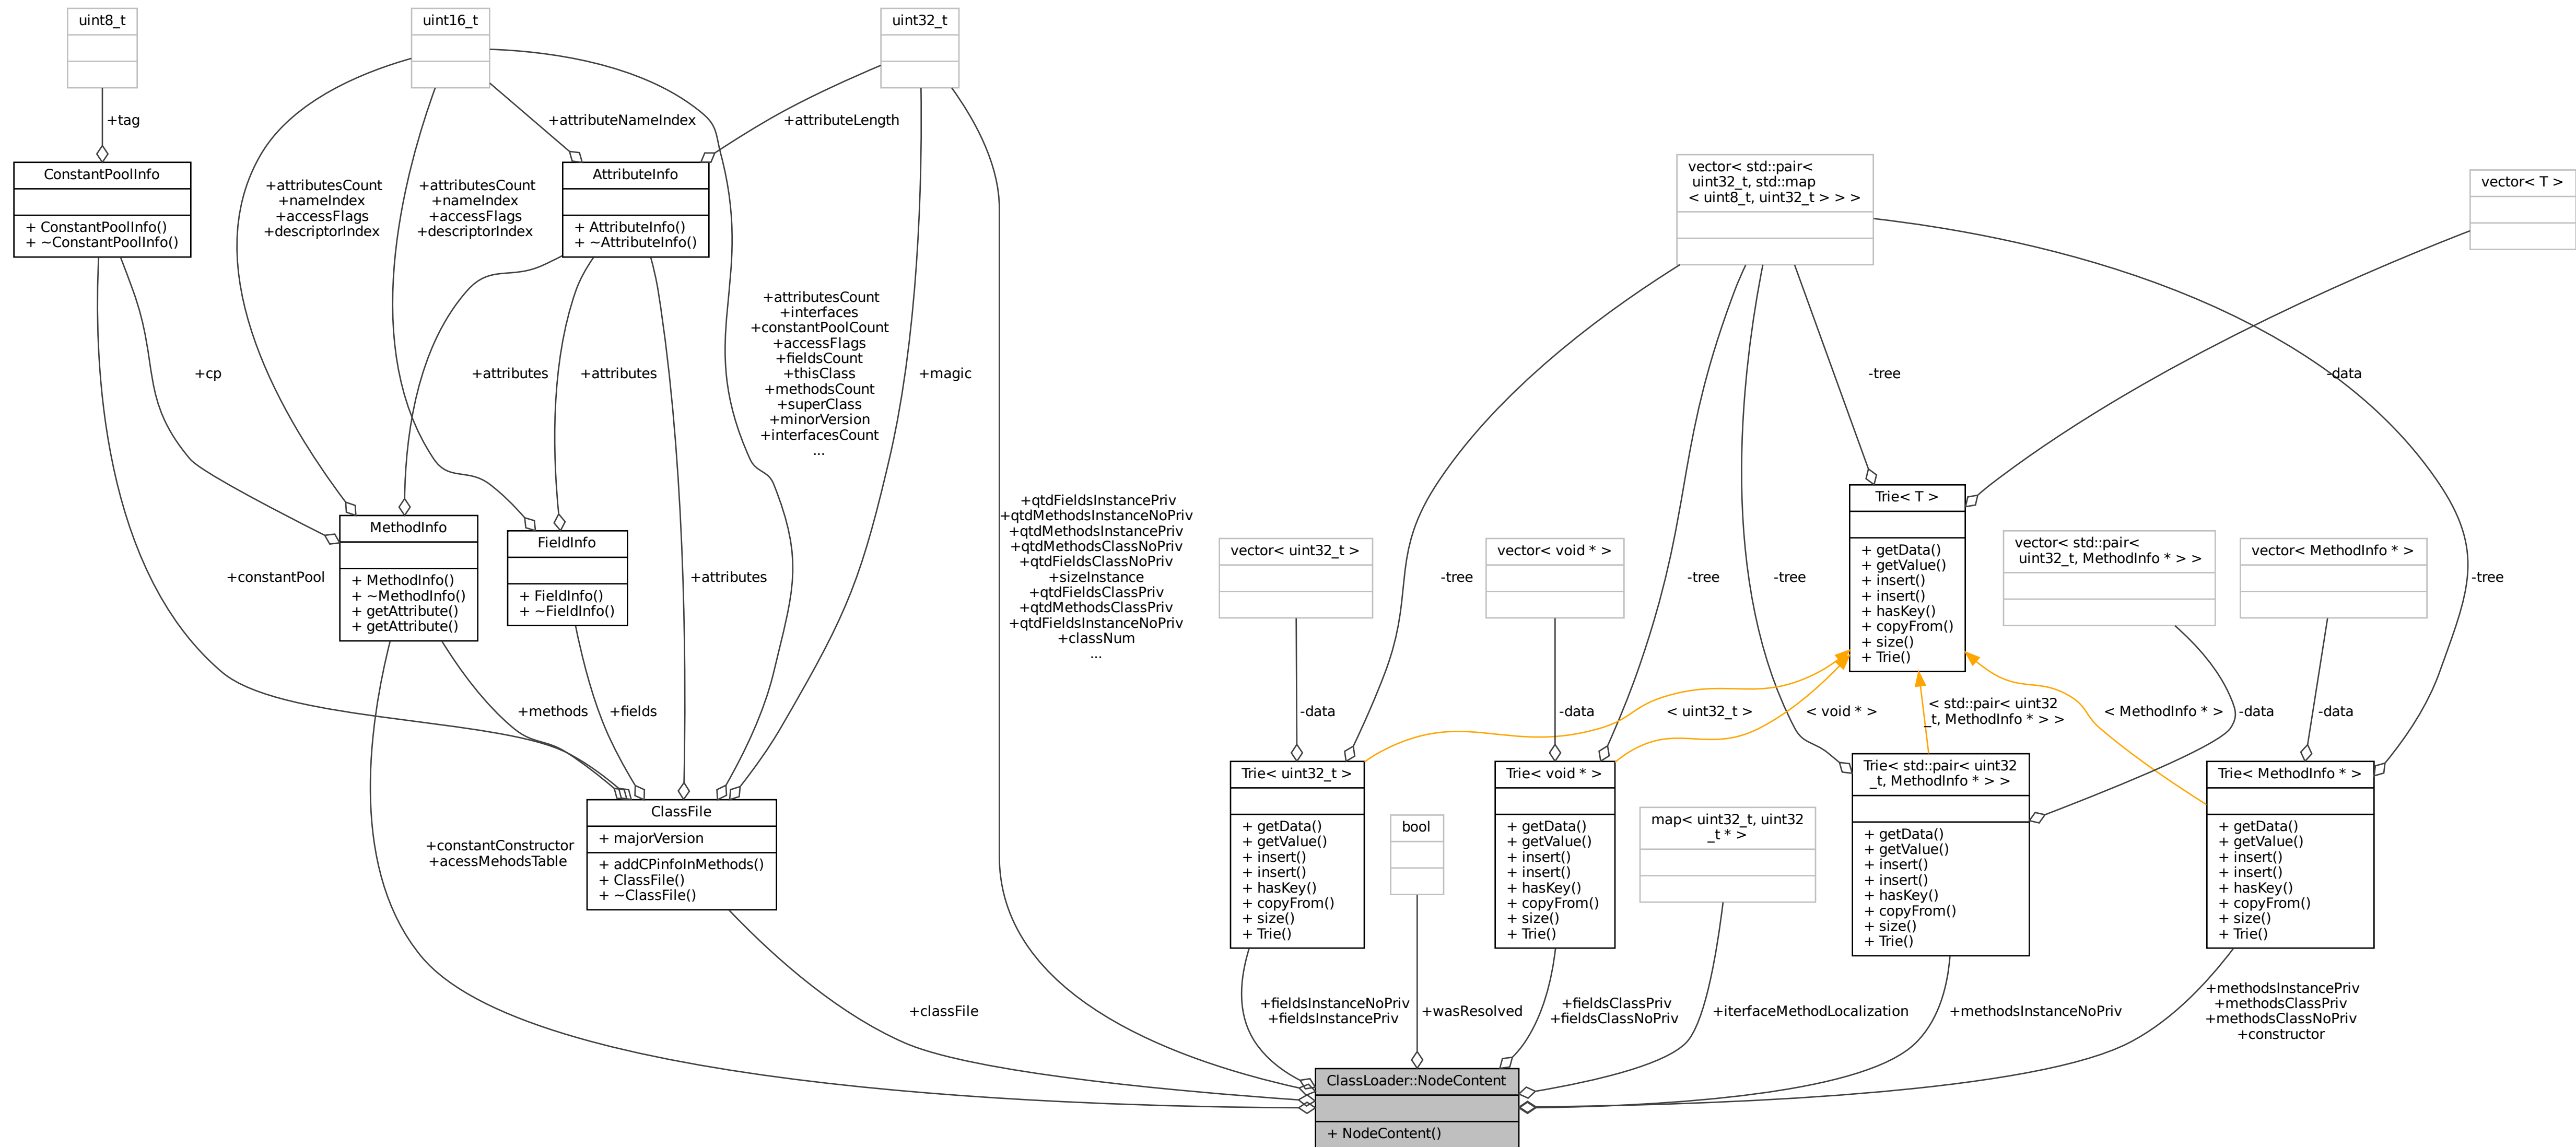 uint8_t
uint16_t
uint32_t
+tag
+attributeNameIndex
+attributeLength
ConstantPoolInfo
+ ConstantPoolInfo()
+ ~ConstantPoolInfo()
+attributesCount
+nameIndex
+accessFlags
+descriptorIndex
+attributesCount
+nameIndex
+accessFlags
+descriptorIndex
AttributeInfo
+ AttributeInfo()
+ ~AttributeInfo()
vector< std::pair<
uint32_t, std::map
< uint8_t, uint32_t > > >
vector< T >
+cp
+attributes
+attributes
+attributesCount
+interfaces
+constantPoolCount
+accessFlags
+fieldsCount
+thisClass
+methodsCount
+superClass
+minorVersion
+interfacesCount
...
+magic
-tree
-data
+constantPool
MethodInfo
+ MethodInfo()
+ ~MethodInfo()
+ getAttribute()
+ getAttribute()
FieldInfo
+ FieldInfo()
+ ~FieldInfo()
+attributes
+qtdFieldsInstancePriv
+qtdMethodsInstanceNoPriv
+qtdMethodsInstancePriv
+qtdMethodsClassNoPriv
+qtdFieldsClassNoPriv
+sizeInstance
+qtdFieldsClassPriv
+qtdMethodsClassPriv
+qtdFieldsInstanceNoPriv
+classNum
...
vector< uint32_t >
-tree
vector< void * >
-tree
-tree
Trie< T >
+ getData()
+ getValue()
+ insert()
+ insert()
+ hasKey()
+ copyFrom()
+ size()
+ Trie()
vector< std::pair<
uint32_t, MethodInfo * > >
vector< MethodInfo * >
-tree
+methods
+fields
-data
-data
< uint32_t >
< void * >
< std::pair< uint32
_t, MethodInfo * > >
< MethodInfo * >
-data
-data
+constantConstructor
+acessMehodsTable
ClassFile
+ majorVersion
+ addCPinfoInMethods()
+ ClassFile()
+ ~ClassFile()
Trie< uint32_t >
+ getData()
+ getValue()
+ insert()
+ insert()
+ hasKey()
+ copyFrom()
+ size()
+ Trie()
bool
Trie< void * >
+ getData()
+ getValue()
+ insert()
+ insert()
+ hasKey()
+ copyFrom()
+ size()
+ Trie()
map< uint32_t, uint32
_t * >
Trie< std::pair< uint32
_t, MethodInfo * > >
+ getData()
+ getValue()
+ insert()
+ insert()
+ hasKey()
+ copyFrom()
+ size()
+ Trie()
Trie< MethodInfo * >
+ getData()
+ getValue()
+ insert()
+ insert()
+ hasKey()
+ copyFrom()
+ size()
+ Trie()
+classFile
+fieldsInstanceNoPriv
+fieldsInstancePriv
+wasResolved
+fieldsClassPriv
+fieldsClassNoPriv
+iterfaceMethodLocalization
+methodsInstanceNoPriv
+methodsInstancePriv
+methodsClassPriv
+methodsClassNoPriv
+constructor
ClassLoader::NodeContent
+ NodeContent()